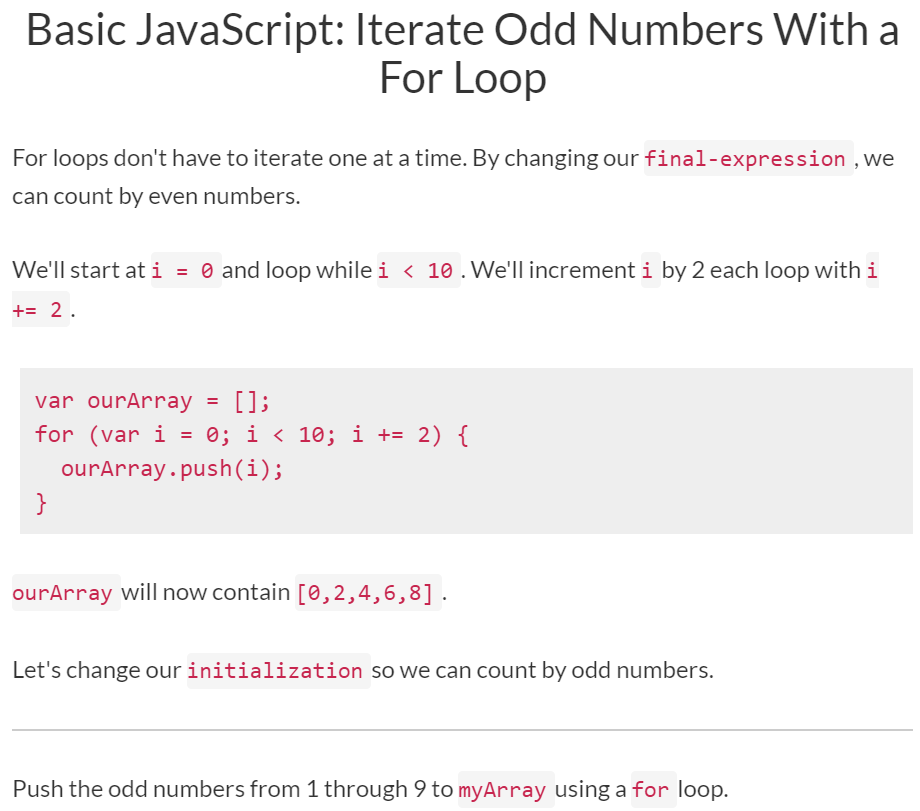 Basic JavaScript: Iterate Odd Numbers With a
For Loop
For loops don't have to iterate one at a time. By changing our final-expression , we
can count by even numbers.
We'll start at i = 0 and loop while i < 10 . We'll increment i by 2 each loop with i
+= 2 .
var ourArray = [];
for (var i = 0; i < 10; i += 2) {
  ourArray.push(i);
}
ourArray will now contain [0,2,4,6,8] .
Let's change our initialization so we can count by odd numbers.
Push the odd numbers from 1 through 9 to myArray using a for loop.